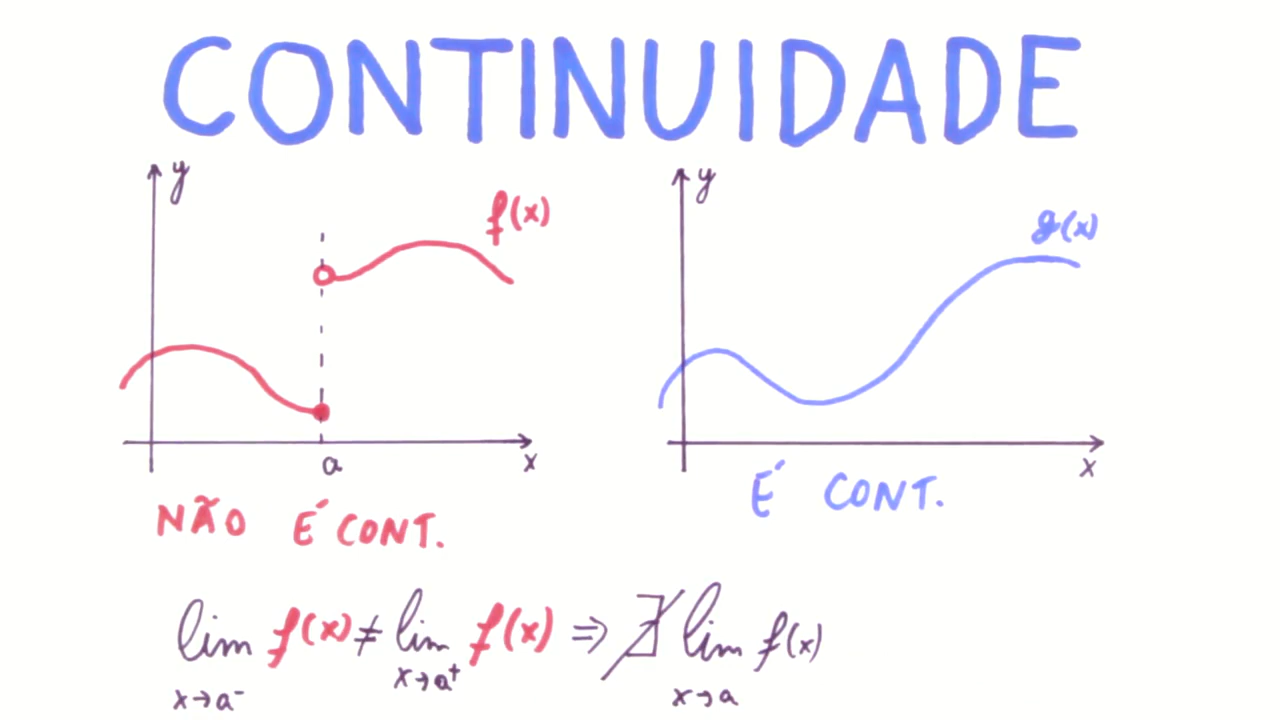 CONTINUIDADE
y
f(x)
a
x
NÃO É CONT.
y
g(x)
x
É CONT.
lim f(x) ≠ lim f(x) ⇒ ∄ lim f(x)
x→a⁻ x→a⁺ x→a